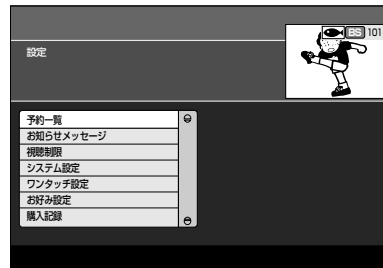 BS 101
設定
予約一覧
お知らせメッセージ
視聴制限
システム設定
ワンタッチ設定
お好み設定
購入記録